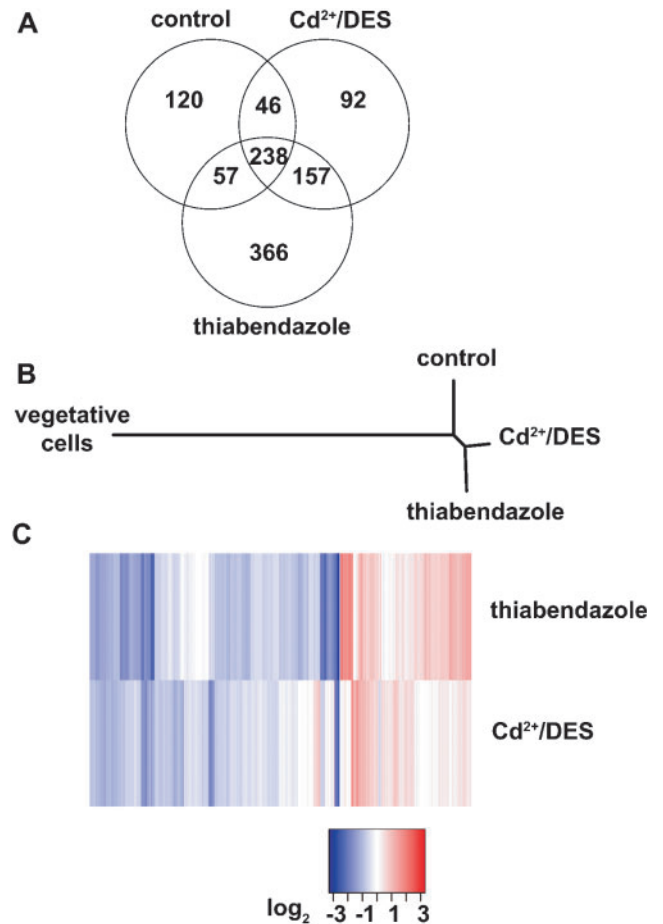 A
control Cd²⁺/DES
120 46 92
238
57 157
366
thiabendazole
B
control
vegetative
cells
Cd²⁺/DES
thiabendazole
C
thiabendazole
Cd²⁺/DES
log₂ -3 -1 1 3